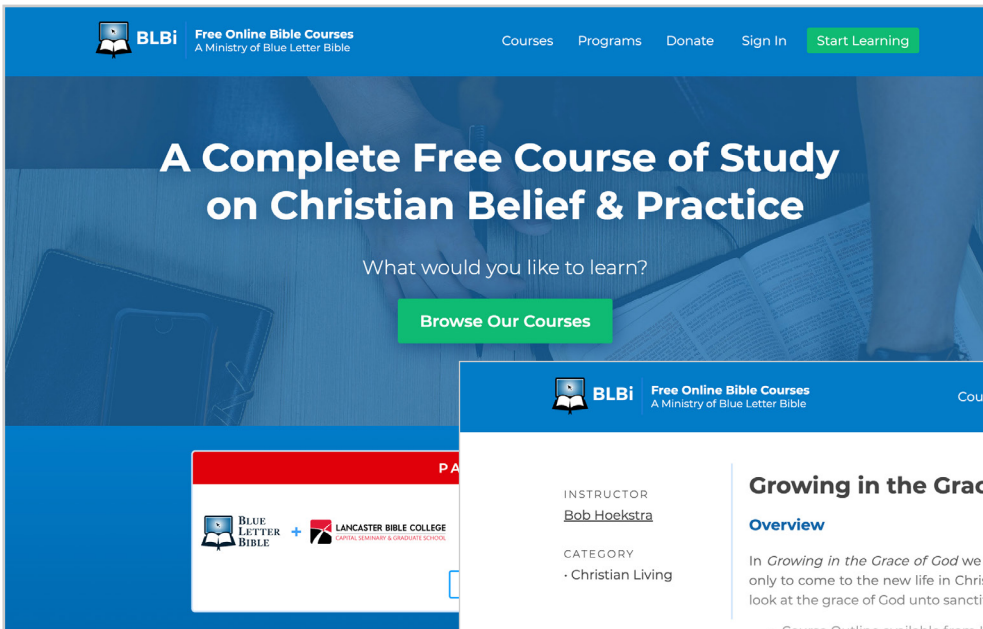 BLBi
Free Online Bible Courses
A Ministry of Blue Letter Bible
Courses Programs Donate Sign In Start Learning
A Complete Free Course of Study
on Christian Belief & Practice
What would you like to learn?
Browse Our Courses
PA
BLUE
LETTER
BIBLE
+
LANCASTER BIBLE COLLEGE
CAPITAL SEMINARY & GRADUATE SCHOOL
BLBi
Free Online Bible Courses
A Ministry of Blue Letter Bible
Cou
INSTRUCTOR
Bob Hoekstra
CATEGORY
· Christian Living
Growing in the Grac
Overview
In Growing in the Grace of God we
only to come to the new life in Chris
look at the grace of God unto sancti